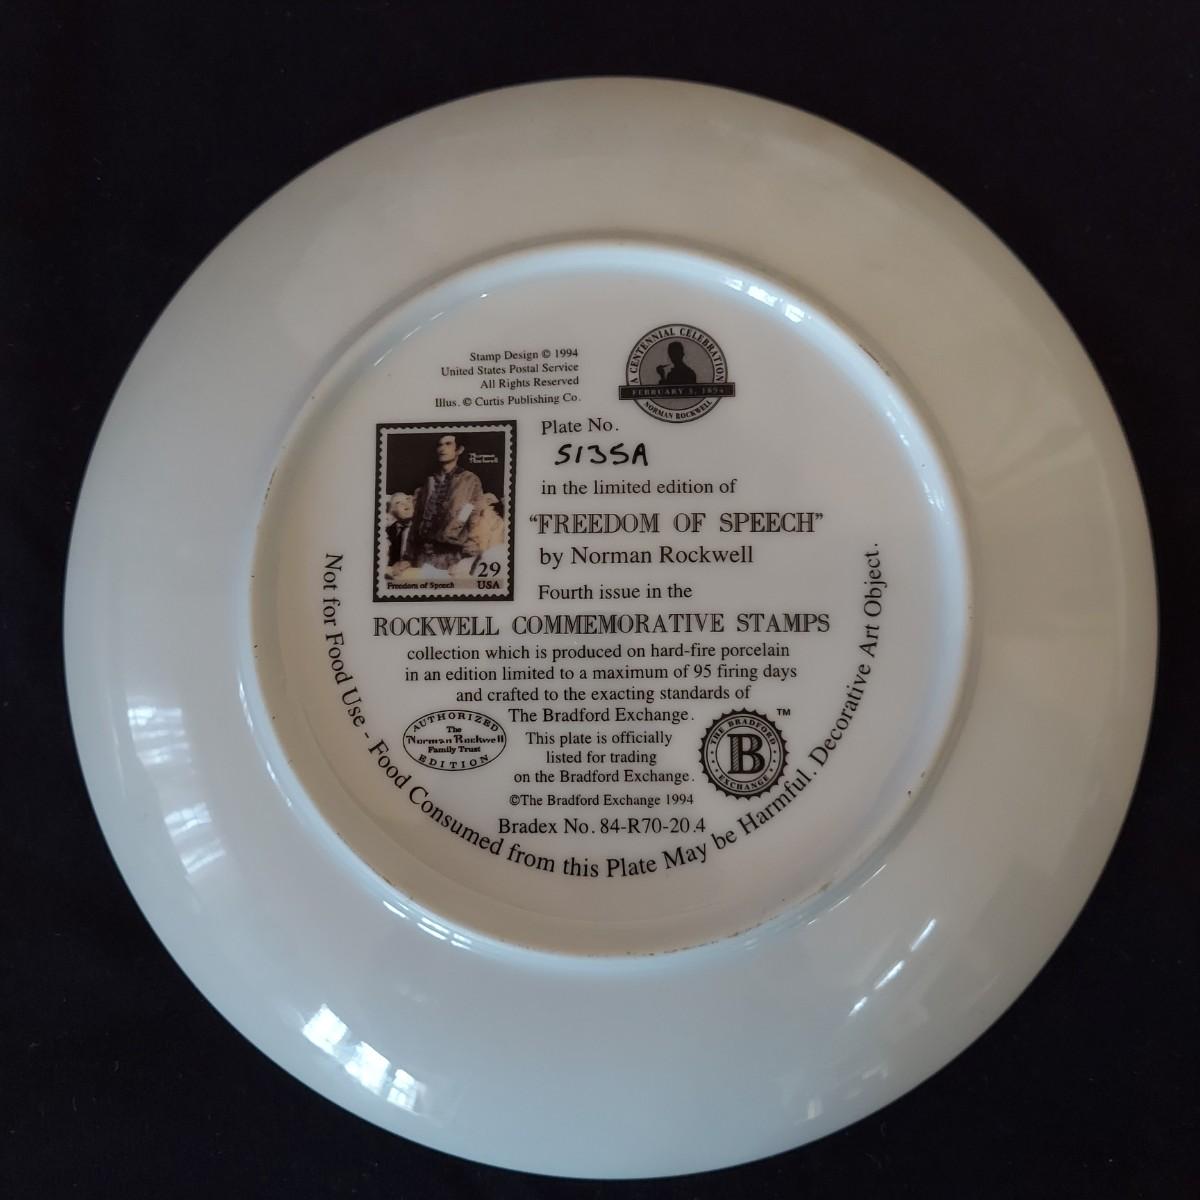 Stamp Design © 1994
United States Postal Service
All Rights Reserved
Illus. © Curtis Publishing Co.
A CENTENNIAL CELEBRATION
FEBRUARY 3, 1894
NORMAN ROCKWELL
Norman
Rockwell
29
USA
Freedom of Speech
Plate No.
5135A
in the limited edition of
“FREEDOM OF SPEECH”
by Norman Rockwell
Fourth issue in the
ROCKWELL COMMEMORATIVE STAMPS
collection which is produced on hard-fire porcelain
in an edition limited to a maximum of 95 firing days
and crafted to the exacting standards of
The Bradford Exchange.
This plate is officially
listed for trading
on the Bradford Exchange.
©The Bradford Exchange 1994
Bradex No. 84-R70-20.4
AUTHORIZED
The
Norman Rockwell
Family Trust
EDITION
THE BRADFORD
B
EXCHANGE
™
Not for Food Use - Food Consumed from this Plate May be Harmful. Decorative Art Object.